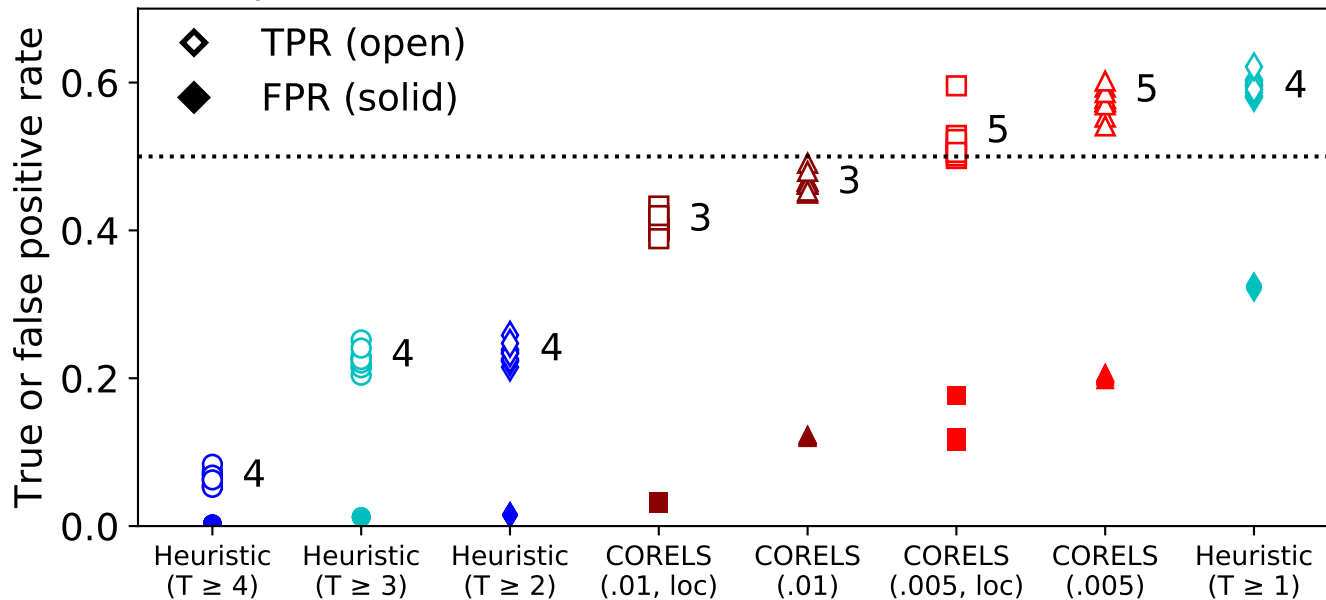 True or false positive rate
TPR (open)
FPR (solid)
0.6
0.4
0.2
0.0
4
4
4
3
3
5
5
4
Heuristic
(T ≥ 4)
Heuristic
(T ≥ 3)
Heuristic
(T ≥ 2)
CORELS
(.01, loc)
CORELS
(.01)
CORELS
(.005, loc)
CORELS
(.005)
Heuristic
(T ≥ 1)